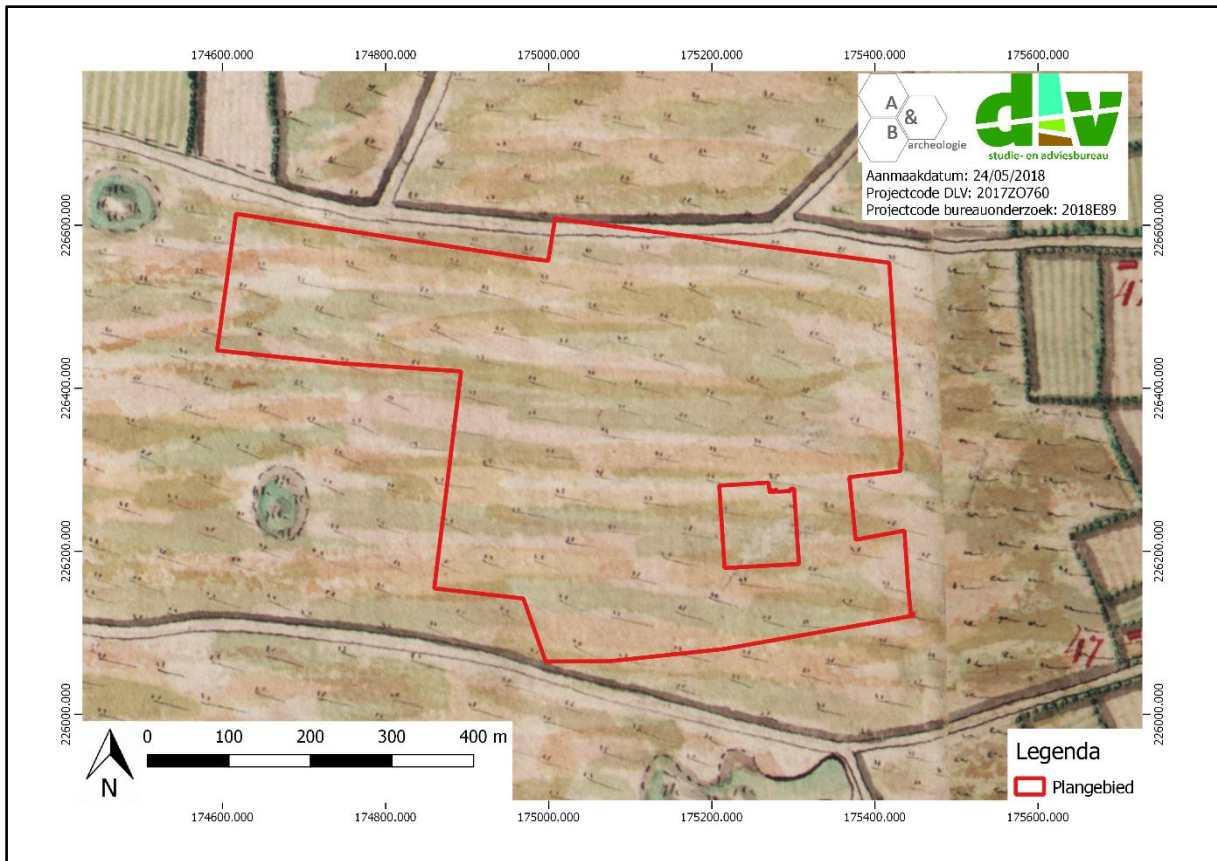 174600.000 174800.000 175000.000 175200.000 175400.000 175600.000
A & B archeologie
dlv
studie- en adviesbureau
Aanmaakdatum: 24/05/2018
Projectcode DLV: 2017ZO760
Projectcode bureauonderzoek: 2018E89
226600.000 226600.000
226400.000 226400.000
226200.000 226200.000
47
226000.000 226000.000
0 100 200 300 400 m
N
Legenda
Plangebied
174600.000 174800.000 175000.000 175200.000 175400.000 175600.000